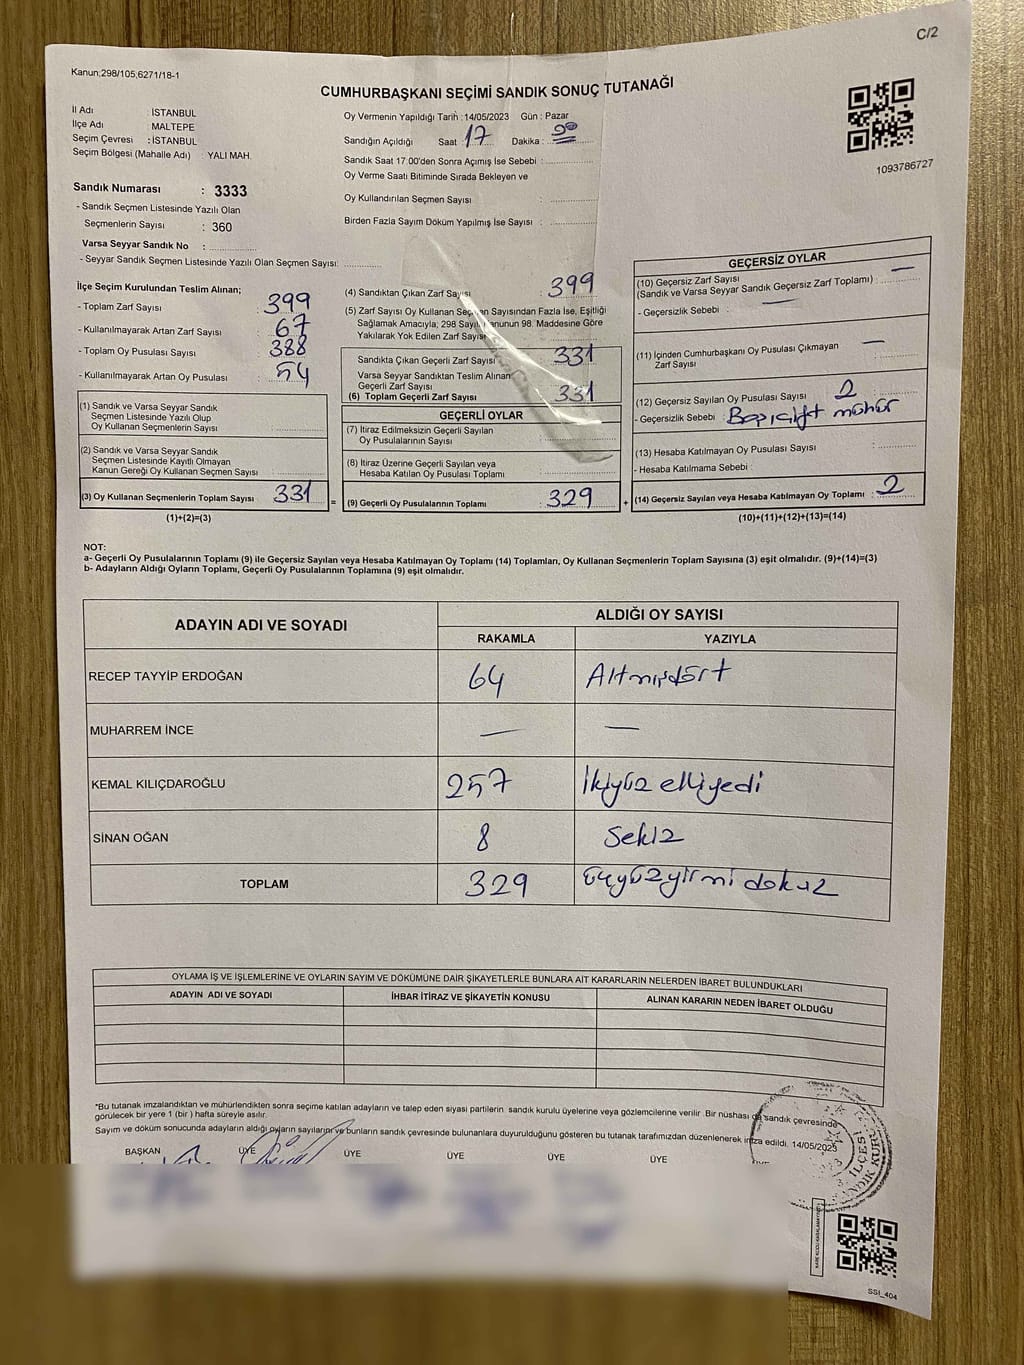 C/2
Kanun;298/105;6271/18-1
CUMHURBAŞKANI SEÇİMİ SANDIK SONUÇ TUTANAĞI
1093786727
İl Adı : İSTANBUL
İlçe Adı : MALTEPE
Seçim Çevresi : İSTANBUL
Seçim Bölgesi (Mahalle Adı) : YALI MAH.
Sandık Numarası : 3333
- Sandık Seçmen Listesinde Yazılı Olan
Seçmenlerin Sayısı : 360
Varsa Seyyar Sandık No :
- Seyyar Sandık Seçmen Listesinde Yazılı Olan Seçmen Sayısı:
Oy Vermenin Yapıldığı Tarih :14/05/2023 Gün : Pazar
Sandığın Açıldığı Saat : 17 Dakika : 00
Sandık Saat 17.00'den Sonra Açımış İse Sebebi :
Oy Verme Saati Bitiminde Sırada Bekleyen ve
Oy Kullandırılan Seçmen Sayısı :
Birden Fazla Sayım Döküm Yapılmış İse Sayısı :
İlçe Seçim Kurulundan Teslim Alınan;
- Toplam Zarf Sayısı : 399
- Kullanılmayarak Artan Zarf Sayısı : 67
- Toplam Oy Pusulası Sayısı : 388
- Kullanılmayarak Artan Oy Pusulası : 54
(1) Sandık ve Varsa Seyyar Sandık
Seçmen Listesinde Yazılı Olup
Oy Kullanan Seçmenlerin Sayısı :
(2) Sandık ve Varsa Seyyar Sandık
Seçmen Listesinde Kayıtlı Olmayan
Kanun Gereği Oy Kullanan Seçmen Sayısı :
(3) Oy Kullanan Seçmenlerin Toplam Sayısı : 331
(1)+(2)=(3)
(4) Sandıktan Çıkan Zarf Sayısı : 399
(5) Zarf Sayısı Oy Kullanan Seçmen Sayısından Fazla İse, Eşitliği
Sağlamak Amacıyla, 298 Sayılı Kanunun 98. Maddesine Göre
Yakılarak Yok Edilen Zarf Sayısı
Sandıkta Çıkan Geçerli Zarf Sayısı : 331
Varsa Seyyar Sandıktan Teslim Alınan
Geçerli Zarf Sayısı
(6) Toplam Geçerli Zarf Sayısı : 331
GEÇERLİ OYLAR
(7) İtiraz Edilmeksizin Geçerli Sayılan
Oy Pusulalarının Sayısı :
(8) İtiraz Üzerine Geçerli Sayılan veya
Hesaba Katılan Oy Pusulası Toplamı :
(9) Geçerli Oy Pusulalarının Toplamı : 329
GEÇERSİZ OYLAR
(10) Geçersiz Zarf Sayısı
(Sandık ve Varsa Seyyar Sandık Geçersiz Zarf Toplamı) : —
- Geçersizlik Sebebi : —
(11) İçinden Cumhurbaşkanı Oy Pusulası Çıkmayan
Zarf Sayısı : —
(12) Geçersiz Sayılan Oy Pusulası Sayısı : 2
- Geçersizlik Sebebi : mühür
(13) Hesaba Katılmayan Oy Pusulası Sayısı :
- Hesaba Katılmama Sebebi :
(14) Geçersiz Sayılan veya Hesaba Katılmayan Oy Toplamı : 2
(10)+(11)+(12)+(13)=(14)
NOT:
a- Geçerli Oy Pusulalarının Toplamı (9) ile Geçersiz Sayılan veya Hesaba Katılmayan Oy Toplamı (14) Toplamları, Oy Kullanan Seçmenlerin Toplam Sayısına (3) eşit olmalıdır. (9)+(14)=(3)
b- Adayların Aldığı Oyların Toplamı, Geçerli Oy Pusulalarının Toplamına (9) eşit olmalıdır.
ADAYIN ADI VE SOYADI ALDIĞI OY SAYISI
RAKAMLA YAZIYLA
RECEP TAYYİP ERDOĞAN 64 Altmışdört
MUHARREM İNCE — —
KEMAL KILIÇDAROĞLU 257 İkiyüz elliyedi
SİNAN OĞAN 8 Sekiz
TOPLAM 329 üçyüzyirmi dokuz
OYLAMA İŞ VE İŞLEMLERİNE VE OYLARIN SAYIM VE DÖKÜMÜNE DAİR ŞİKAYETLERLE BUNLARA AİT KARARLARIN NELERDEN İBARET BULUNDUKLARI
ADAYIN ADI VE SOYADI İHBAR İTİRAZ VE ŞİKAYETİN KONUSU ALINAN KARARIN NEDEN İBARET OLDUĞU
*Bu tutanak imzalandıktan ve mühürlendikten sonra seçime katılan adayların ve talep eden siyasi partilerin sandık kurulu üyelerine veya gözlemcilerine verilir. Bir nüshası da sandık çevresinde
görülecek bir yere 1 (bir) hafta süreyle asılır.
Sayım ve döküm sonucunda adayların aldığı oyların sayılarını ve bunların sandık çevresinde bulunanlara duyurulduğunu gösteren bu tutanak tarafımızdan düzenlenerek imza edildi. 14/05/2023
BAŞKAN ÜYE ÜYE ÜYE ÜYE ÜYE ÜYE
İLÇESİ
SSI_404